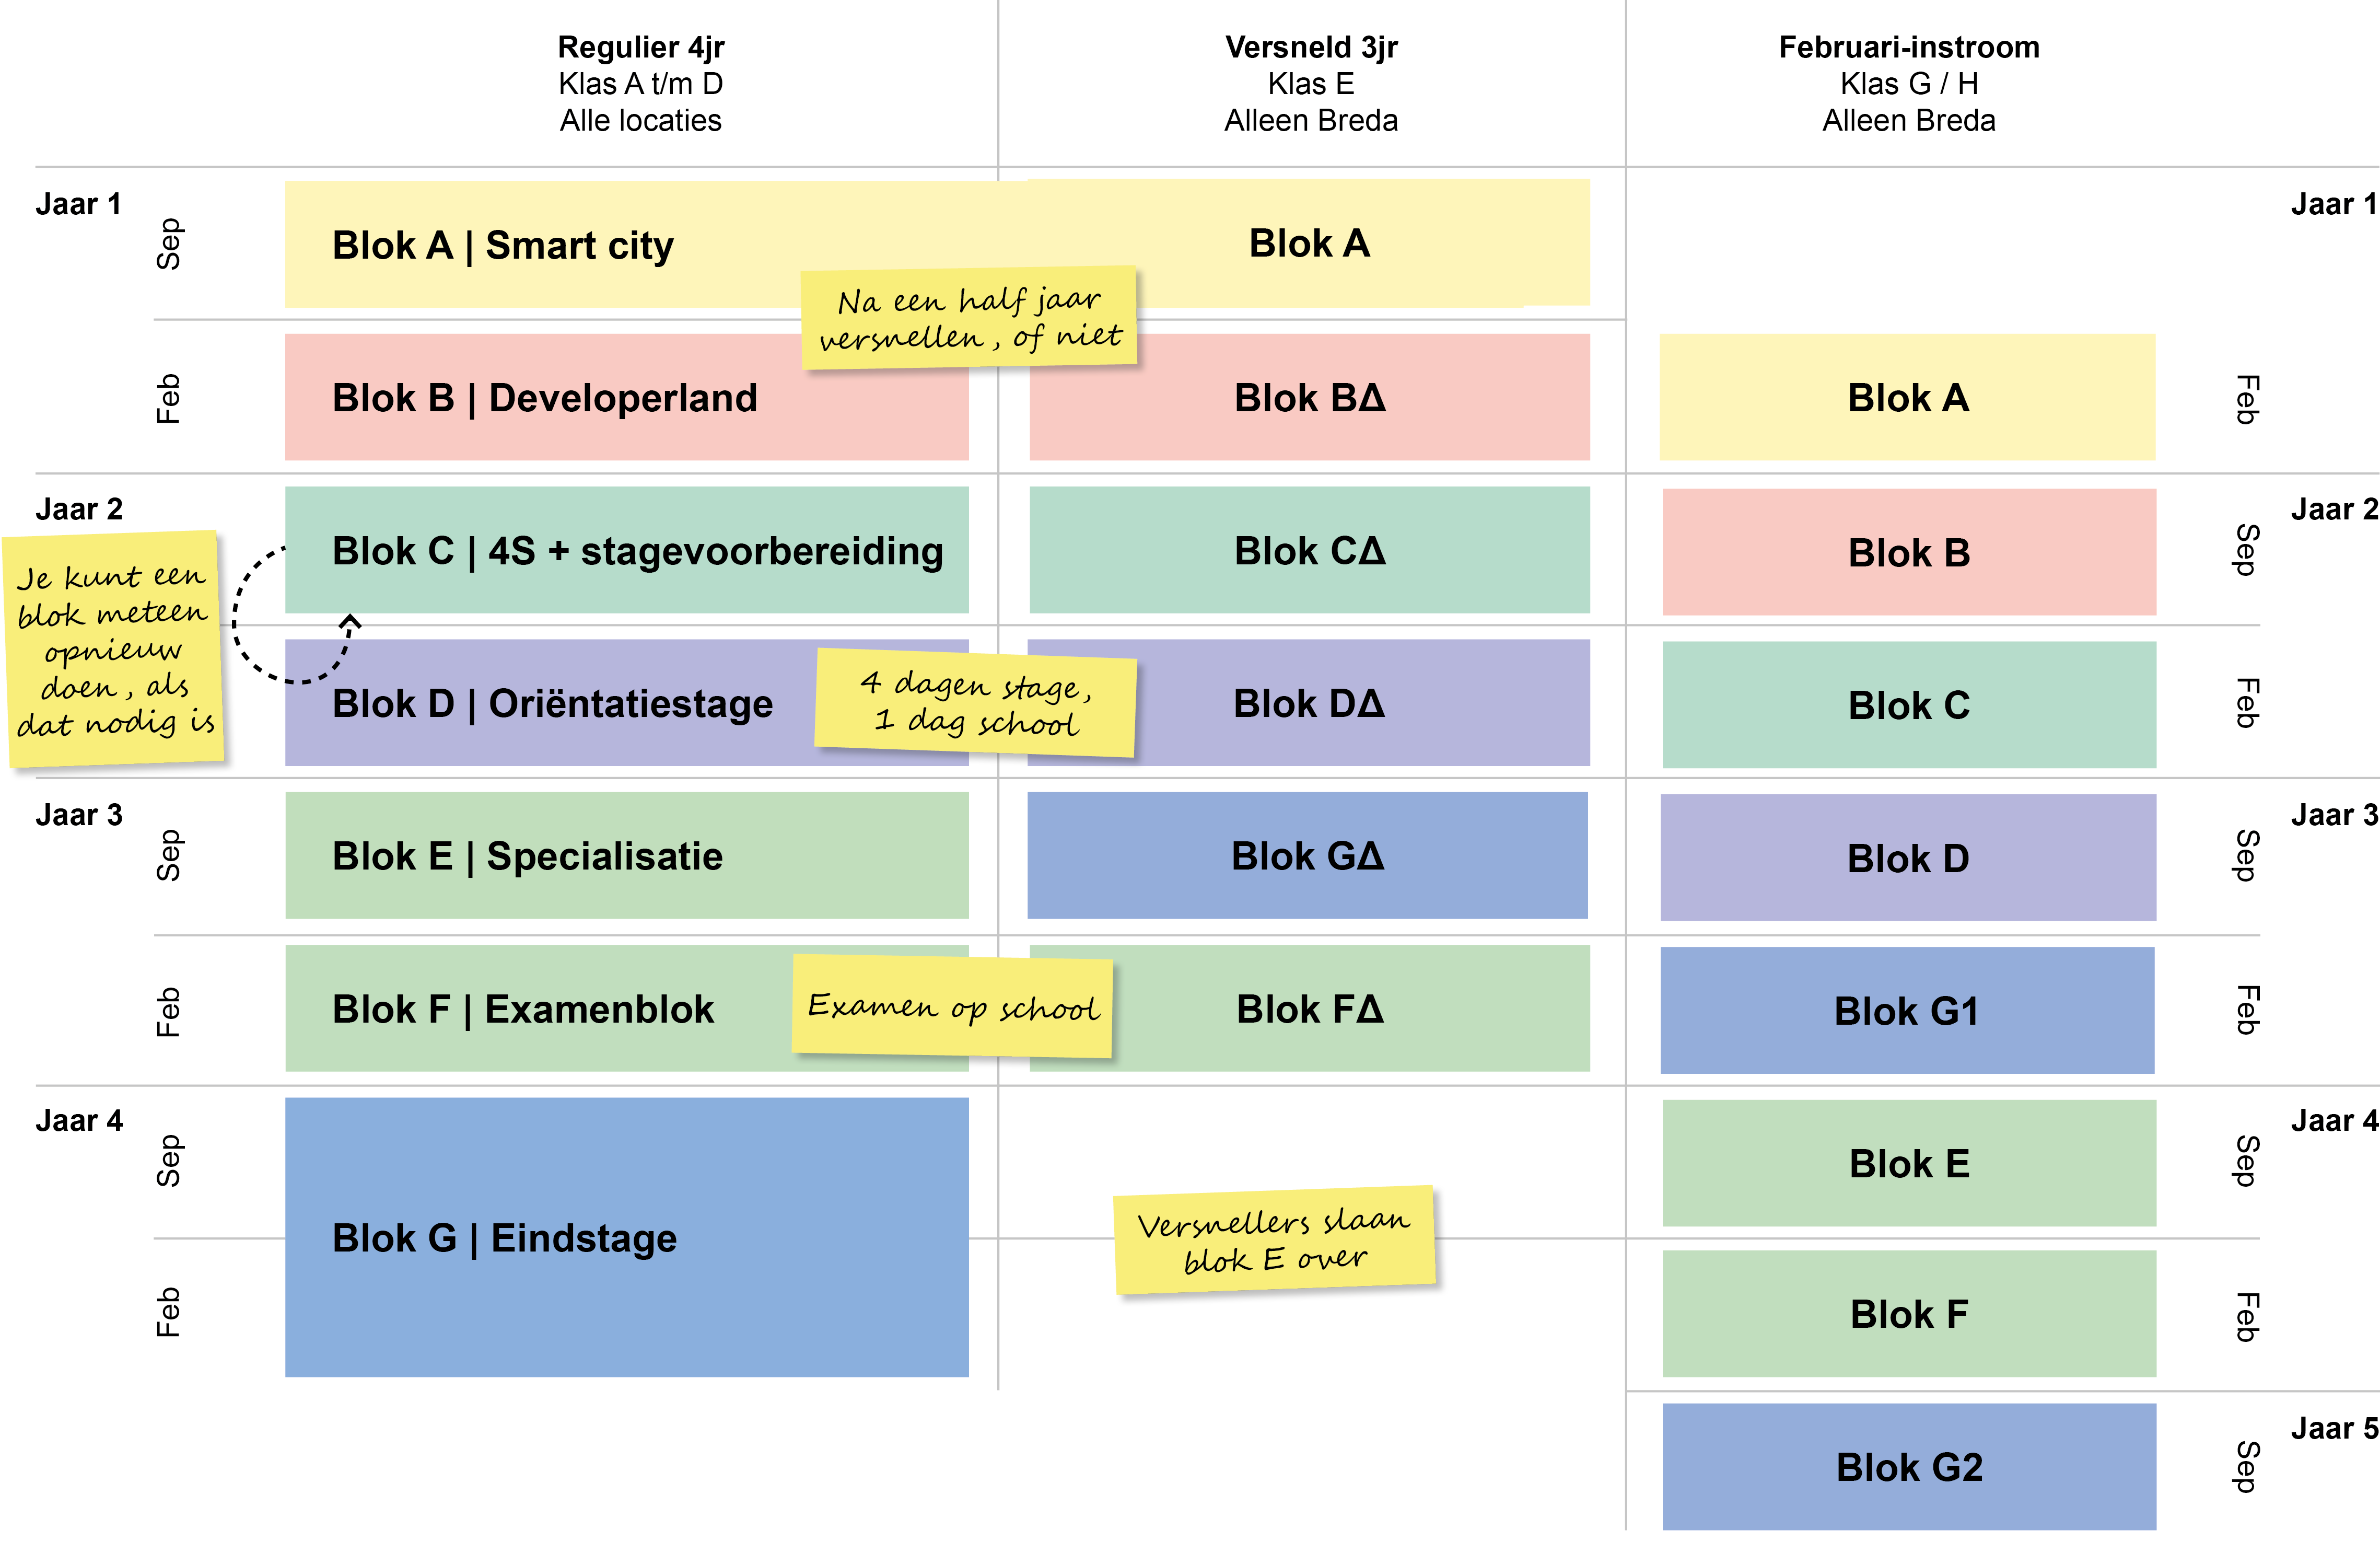 Regulier 4jr
Klas A t/m D
Alle locaties
Versneld 3jr
Klas E
Alleen Breda
Februari-instroom
Klas G / H
Alleen Breda
Jaar 1
Sep
Blok A | Smart city
Blok A
Jaar 1
Na een half jaar
versnellen, of niet
Feb
Blok B | Developerland
Blok BΔ
Blok A
Feb
Jaar 2
Je kunt een
blok meteen
opnieuw
doen, als
dat nodig is
Blok C | 4S + stagevoorbereiding
Blok CΔ
Blok B
Sep
Jaar 2
Blok D | Oriëntatiestage
4 dagen stage,
1 dag school
Blok DΔ
Blok C
Feb
Jaar 3
Sep
Blok E | Specialisatie
Blok GΔ
Blok D
Sep
Jaar 3
Feb
Blok F | Examenblok
Examen op school
Blok FΔ
Blok G1
Feb
Jaar 4
Sep
Blok G | Eindstage
Feb
Versnellers slaan
blok E over
Blok E
Sep
Jaar 4
Blok F
Feb
Blok G2
Sep
Jaar 5